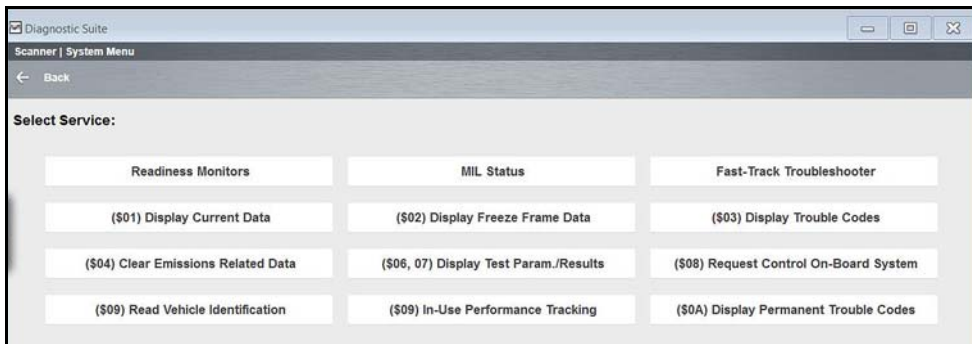 Diagnostic Suite
Scanner | System Menu
← Back
Select Service:
Readiness Monitors
MIL Status
Fast-Track Troubleshooter
($01) Display Current Data
($02) Display Freeze Frame Data
($03) Display Trouble Codes
($04) Clear Emissions Related Data
($06, 07) Display Test Param./Results
($08) Request Control On-Board System
($09) Read Vehicle Identification
($09) In-Use Performance Tracking
($0A) Display Permanent Trouble Codes